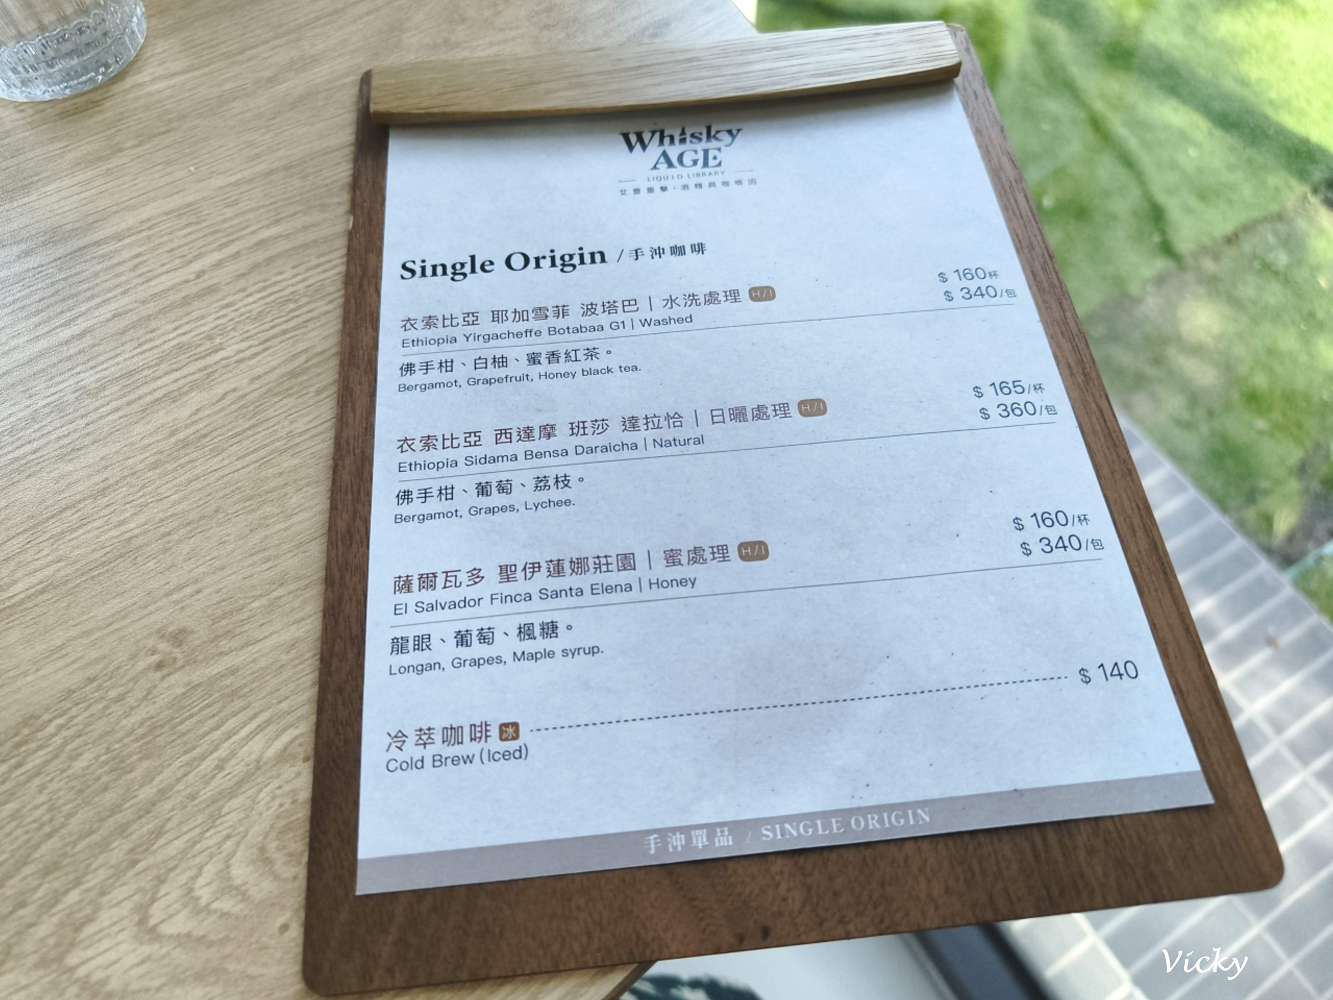 Whisky
AGE
LIQUID LIBRARY
Single Origin / 手沖咖啡
衣索比亞 耶加雪菲 波塔巴 | 水洗處理 H/I
$ 160杯
Ethiopia Yirgacheffe Botabaa G1 | Washed
$ 340/包
佛手柑、白柚、蜜香紅茶。
Bergamot, Grapefruit, Honey black tea.
衣索比亞 西達摩 班莎 達拉恰 | 日曬處理 H/I
$ 165/杯
Ethiopia Sidama Bensa Daraicha | Natural
$ 360/包
佛手柑、葡萄、荔枝。
Bergamot, Grapes, Lychee.
薩爾瓦多 聖伊蓮娜莊園 | 蜜處理 H/I
$ 160/杯
El Salvador Finca Santa Elena | Honey
$ 340/包
龍眼、葡萄、楓糖。
Longan, Grapes, Maple syrup.
冷萃咖啡 冰 $ 140
Cold Brew (Iced)
手沖單品 / SINGLE ORIGIN
Vicky